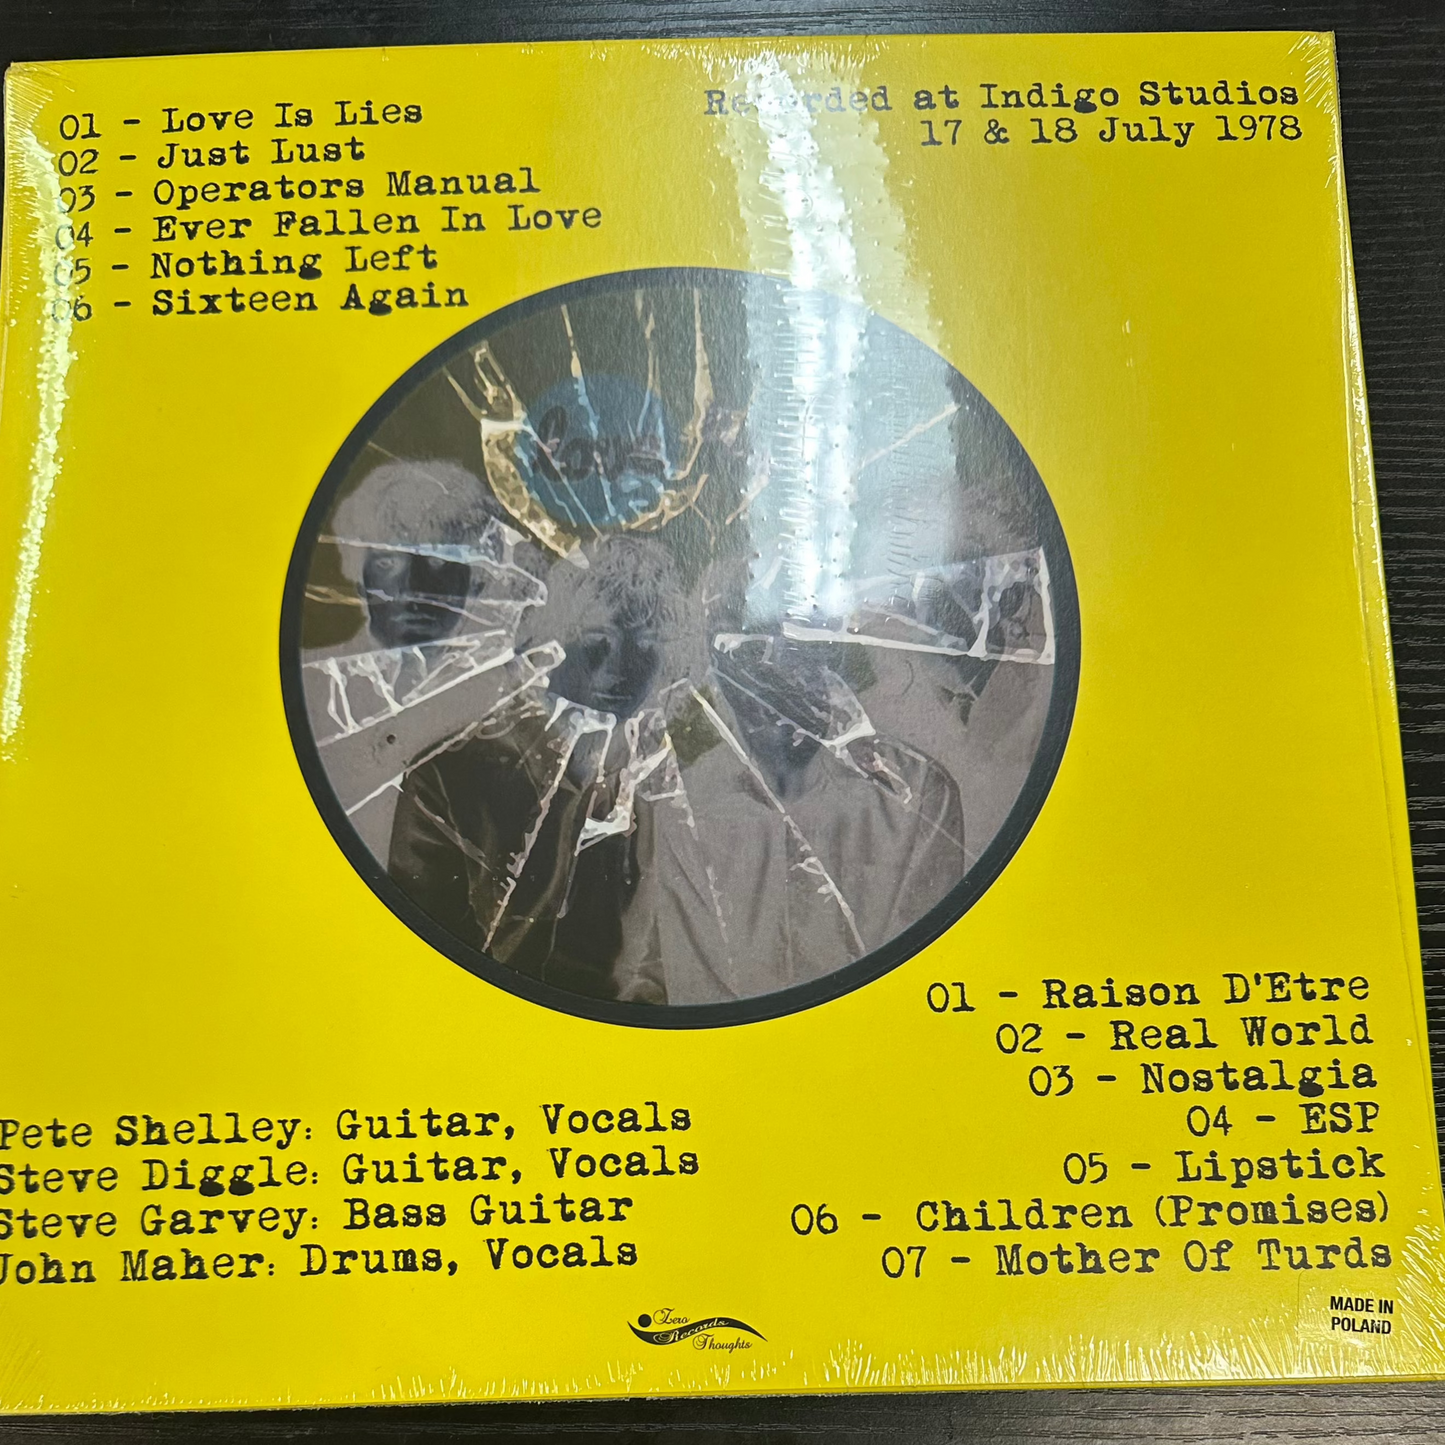 01 - Love Is Lies
02 - Just Lust
03 - Operators Manual
04 - Ever Fallen In Love
05 - Nothing Left
06 - Sixteen Again
Recorded at Indigo Studios
17 & 18 July 1978
Love
01 - Raison D'Etre
02 - Real World
03 - Nostalgia
04 - ESP
05 - Lipstick
06 - Children (Promises)
07 - Mother Of Turds
Pete Shelley: Guitar, Vocals
Steve Diggle: Guitar, Vocals
Steve Garvey: Bass Guitar
John Maher: Drums, Vocals
Zero
Records
Thoughts
MADE IN
POLAND